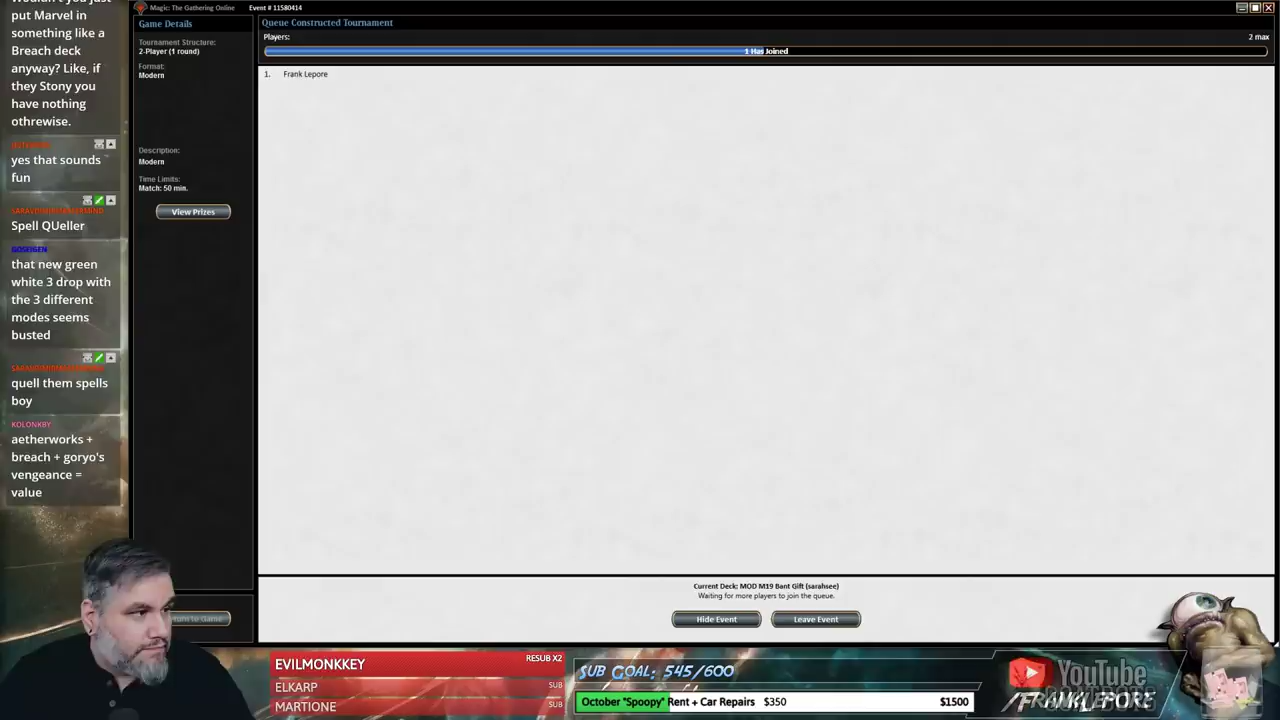 Wouldn't you just
put Marvel in
something like a
Breach deck
anyway? Like, if
they Stony you
have nothing
othrewise.
yes that sounds
fun
Spell QUeller
GOSEIGEN
that new green
white 3 drop with
the 3 different
modes seems
busted
quell them spells
boy
KOLONKBY
aetherworks +
breach + goryo's
vengeance =
value
Magic: The Gathering Online
Event # 11580414
Game Details
Tournament Structure:
2-Player (1 round)
Format:
Modern
Description:
Modern
Time Limits:
Match: 50 min.
View Prizes
Return to Game
Queue Constructed Tournament
Players:
2 max
1 Has Joined
1. Frank Lepore
Current Deck: MOD M19 Bant Gift (sarahsee)
Waiting for more players to join the queue.
Hide Event
Leave Event
EVILMONKKEY
RESUB X2
ELKARP
SUB
MARTIONE
SUB
SUB GOAL: 545/600
October "Spoopy" Rent + Car Repairs $350
$1500
YouTube
/FRANKLEPORE